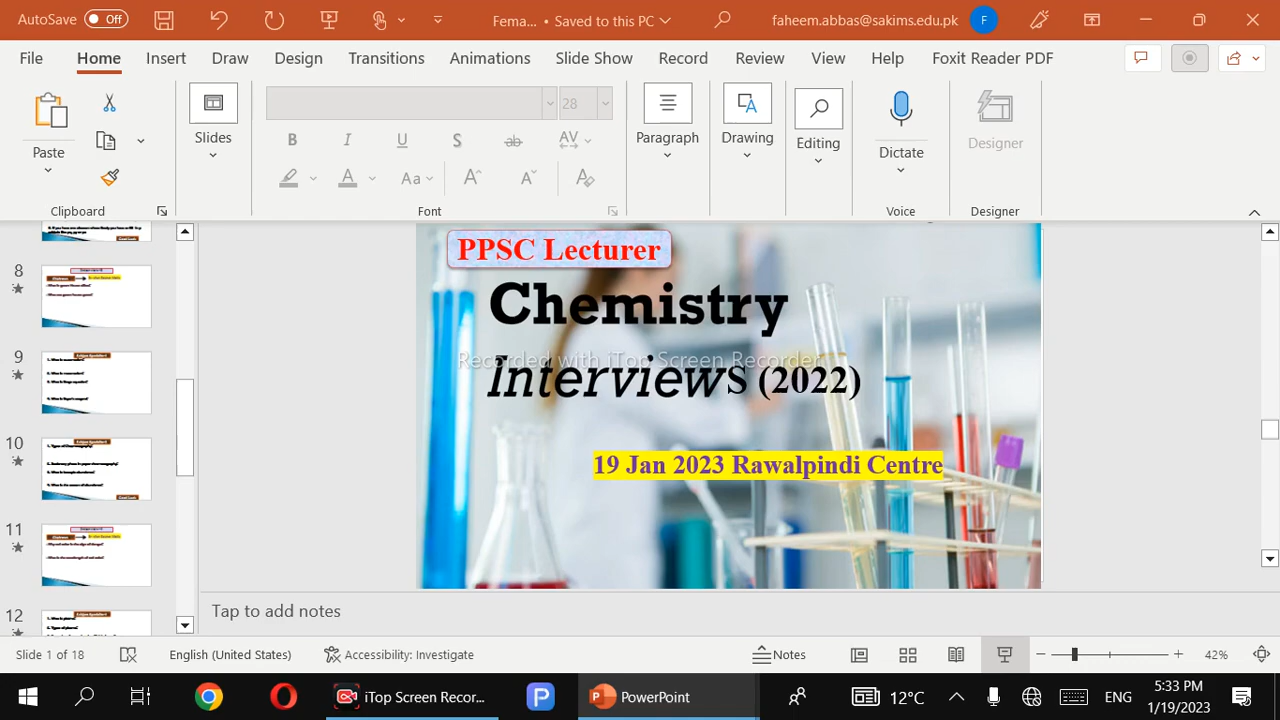 AutoSave Off Fema... • Saved to this PC faheem.abbas@sakims.edu.pk F
File Home Insert Draw Design Transitions Animations Slide Show Record Review View Help Foxit Reader PDF
Paste Slides 28 Paragraph Drawing Editing Dictate Designer
B I U S ab AV
A Aa A A
Clipboard Font Voice Designer
8
9
10
11
12
PPSC Lecturer
Chemistry
InterviewS (2022)
Recorded with iTop Screen Recorder
19 Jan 2023 Rawalpindi Centre
Tap to add notes
Slide 1 of 18 English (United States) Accessibility: Investigate Notes 42%
iTop Screen Recor... PowerPoint 12°C ENG 5:33 PM
1/19/2023